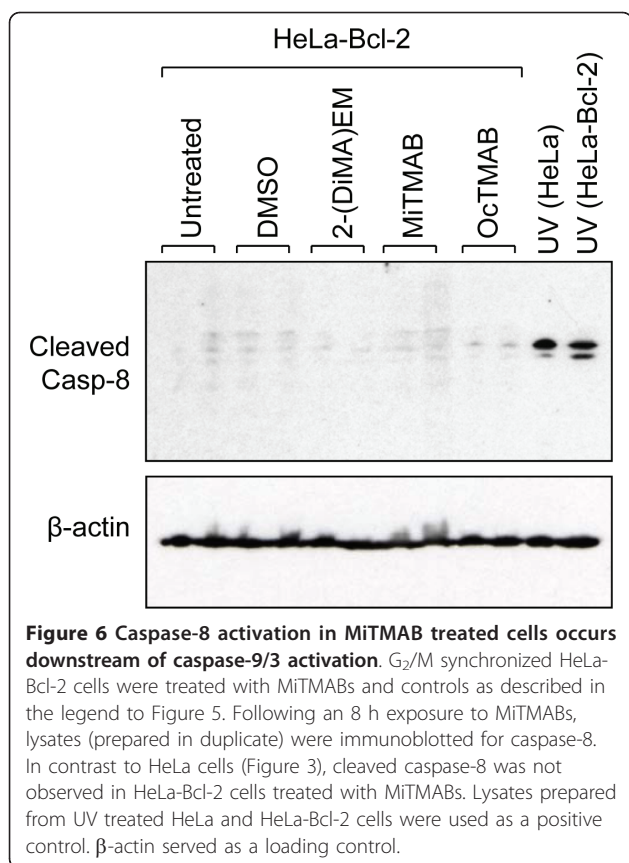 HeLa-Bcl-2
Untreated
DMSO
2-(DiMA)EM
MiTMAB
OcTMAB
UV (HeLa)
UV (HeLa-Bcl-2)
Cleaved
Casp-8
β-actin
Figure 6 Caspase-8 activation in MiTMAB treated cells occurs
downstream of caspase-9/3 activation. G₂/M synchronized HeLa-
Bcl-2 cells were treated with MiTMABs and controls as described in
the legend to Figure 5. Following an 8 h exposure to MiTMABs,
lysates (prepared in duplicate) were immunoblotted for caspase-8.
In contrast to HeLa cells (Figure 3), cleaved caspase-8 was not
observed in HeLa-Bcl-2 cells treated with MiTMABs. Lysates prepared
from UV treated HeLa and HeLa-Bcl-2 cells were used as a positive
control. β-actin served as a loading control.